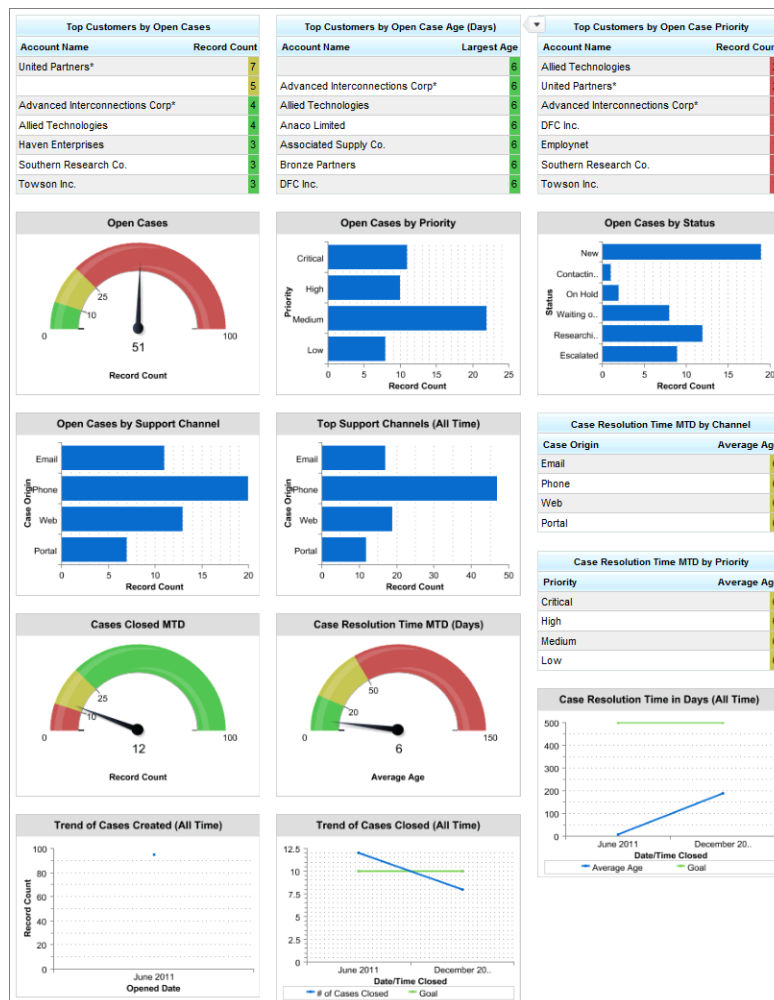 Top Customers by Open Cases
Account Name Record Count
United Partners* 7
5
Advanced Interconnections Corp* 4
Allied Technologies 4
Haven Enterprises 3
Southern Research Co. 3
Towson Inc. 3
Top Customers by Open Case Age (Days)
Account Name Largest Age
6
Advanced Interconnections Corp* 6
Allied Technologies 6
Anaco Limited 6
Associated Supply Co. 6
Bronze Partners 6
DFC Inc. 6
Top Customers by Open Case Priority
Account Name Record Coun
Allied Technologies
United Partners*
Advanced Interconnections Corp*
DFC Inc.
Employnet
Southern Research Co.
Towson Inc.
Open Cases
0 10 25 100
51
Record Count
Open Cases by Priority
Priority
Critical
High
Medium
Low
0 5 10 15 20 25
Record Count
Open Cases by Status
Status
New
Contactin..
On Hold
Waiting o..
Researchi..
Escalated
0 5 10 15 20
Record Count
Open Cases by Support Channel
Case Origin
Email
Phone
Web
Portal
0 5 10 15 20
Record Count
Top Support Channels (All Time)
Case Origin
Email
Phone
Web
Portal
0 10 20 30 40 50
Record Count
Case Resolution Time MTD by Channel
Case Origin Average Ag
Email
Phone
Web
Portal
Case Resolution Time MTD by Priority
Priority Average Ag
Critical
High
Medium
Low
Cases Closed MTD
0 10 25 100
12
Record Count
Case Resolution Time MTD (Days)
0 20 50 150
6
Average Age
Case Resolution Time in Days (All Time)
500
400
300
200
100
0
June 2011 December 20..
Date/Time Closed
Average Age Goal
Trend of Cases Created (All Time)
Record Count
100
80
60
40
20
0
June 2011
Opened Date
Trend of Cases Closed (All Time)
12.5
10
7.5
5
2.5
0
June 2011 December 20..
Date/Time Closed
# of Cases Closed Goal